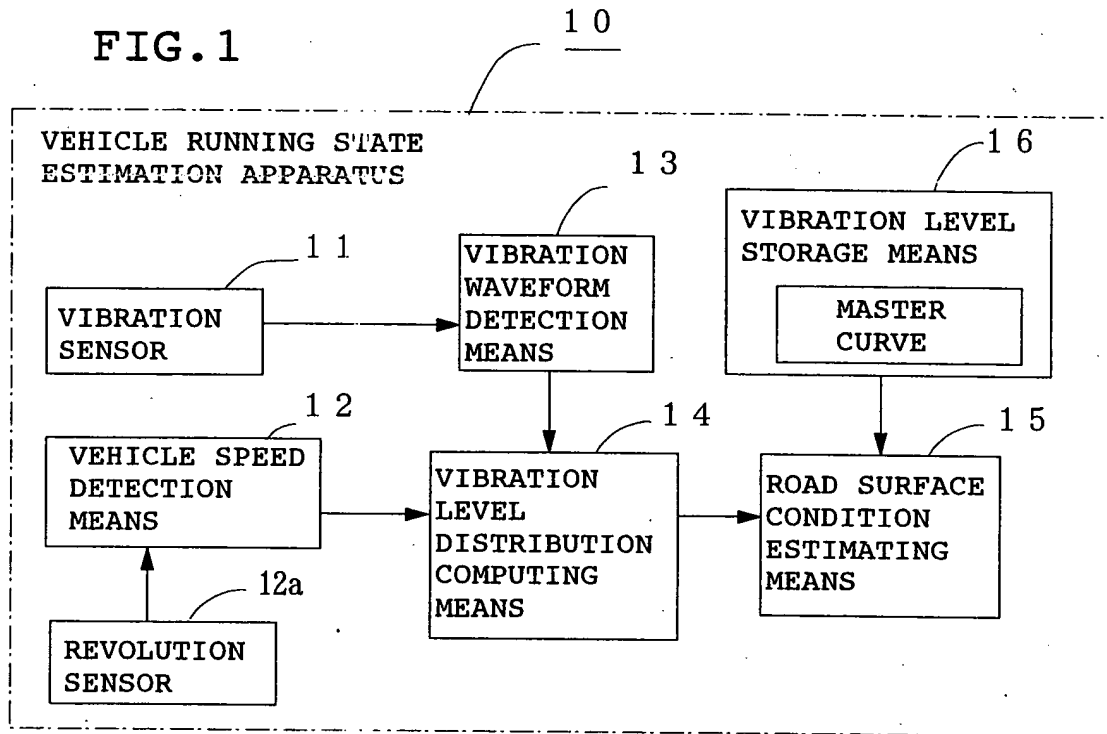 FIG.1
10
VEHICLE RUNNING STATE
ESTIMATION APPARATUS
11
VIBRATION
SENSOR
13
VIBRATION
WAVEFORM
DETECTION
MEANS
16
VIBRATION LEVEL
STORAGE MEANS
MASTER
CURVE
12
VEHICLE SPEED
DETECTION
MEANS
14
VIBRATION
LEVEL
DISTRIBUTION
COMPUTING
MEANS
15
ROAD SURFACE
CONDITION
ESTIMATING
MEANS
12a
REVOLUTION
SENSOR